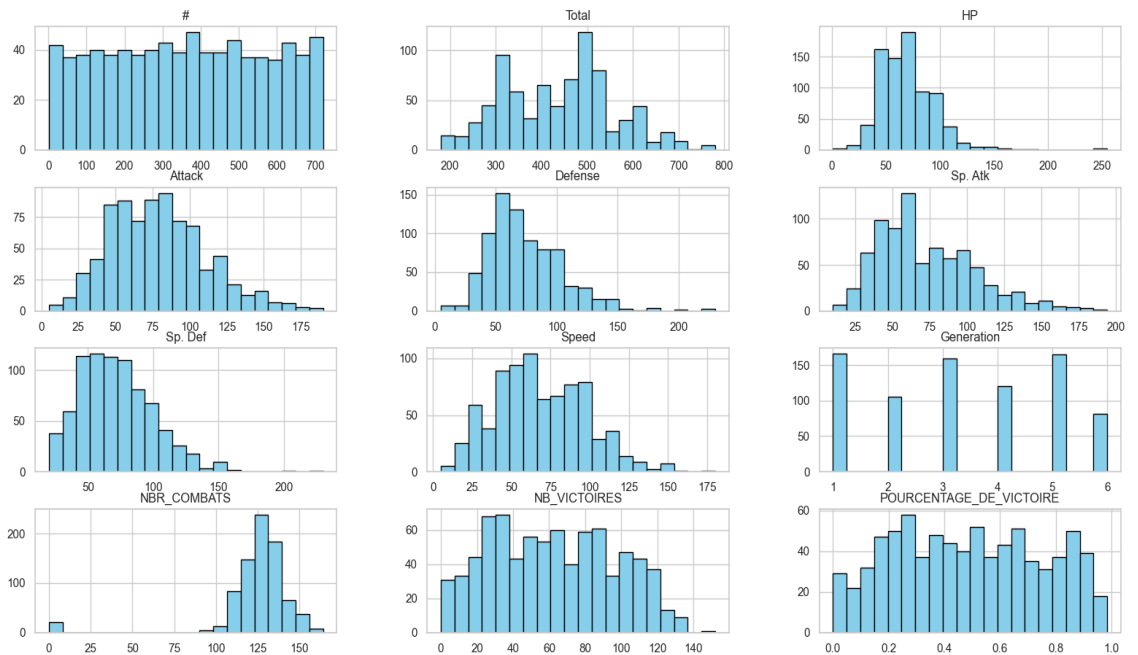 # Total HP
40 20 0
100 50 0
150 100 50 0
0 100 200 300 400 500 600 700
200 300 400 500 600 700 800
0 50 100 150 200 250
Attack Defense Sp. Atk
75 50 25 0
150 100 50 0
100 50 0
0 25 50 75 100 125 150 175
0 50 100 150 200
25 50 75 100 125 150 175 200
Sp. Def Speed Generation
100 50 0
100 50 0
150 100 50 0
50 100 150 200
0 25 50 75 100 125 150 175
1 2 3 4 5 6
NBR_COMBATS NB_VICTOIRES POURCENTAGE_DE_VICTOIRE
200 100 0
60 40 20 0
60 40 20 0
0 25 50 75 100 125 150
0 20 40 60 80 100 120 140
0.0 0.2 0.4 0.6 0.8 1.0